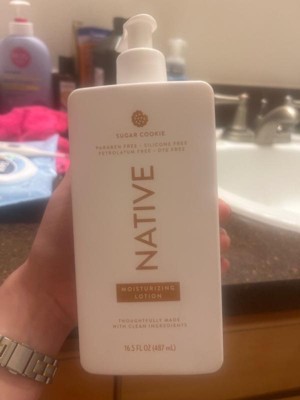 SUGAR COOKIE
PARABEN FREE • SILICONE FREE
PETROLATUM FREE • DYE FREE
NATIVE
MOISTURIZING
LOTION
THOUGHTFULLY MADE
WITH CLEAN INGREDIENTS
16.5 FL OZ (487 mL)